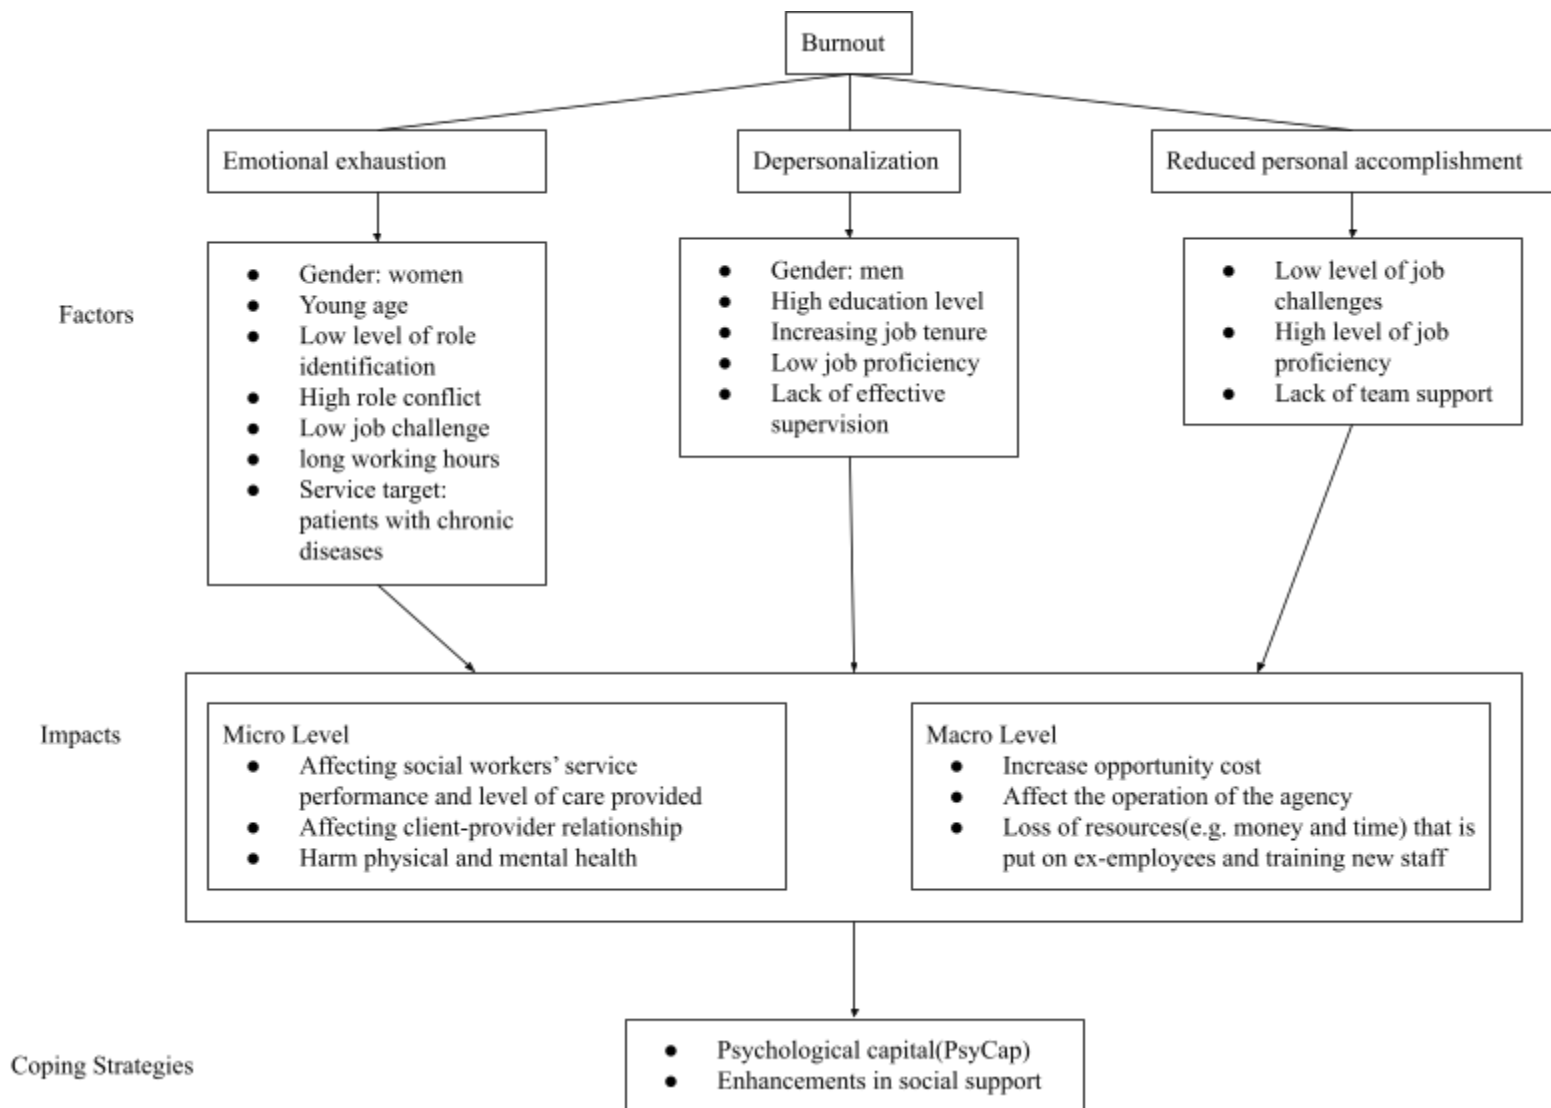 Burnout
Emotional exhaustion
Depersonalization
Reduced personal accomplishment
Factors
● Gender: women
● Young age
● Low level of role
identification
● High role conflict
● Low job challenge
● long working hours
● Service target:
patients with chronic
diseases
● Gender: men
● High education level
● Increasing job tenure
● Low job proficiency
● Lack of effective
supervision
● Low level of job
challenges
● High level of job
proficiency
● Lack of team support
Impacts
Micro Level
● Affecting social workers’ service
performance and level of care provided
● Affecting client-provider relationship
● Harm physical and mental health
Macro Level
● Increase opportunity cost
● Affect the operation of the agency
● Loss of resources(e.g. money and time) that is
put on ex-employees and training new staff
Coping Strategies
● Psychological capital(PsyCap)
● Enhancements in social support